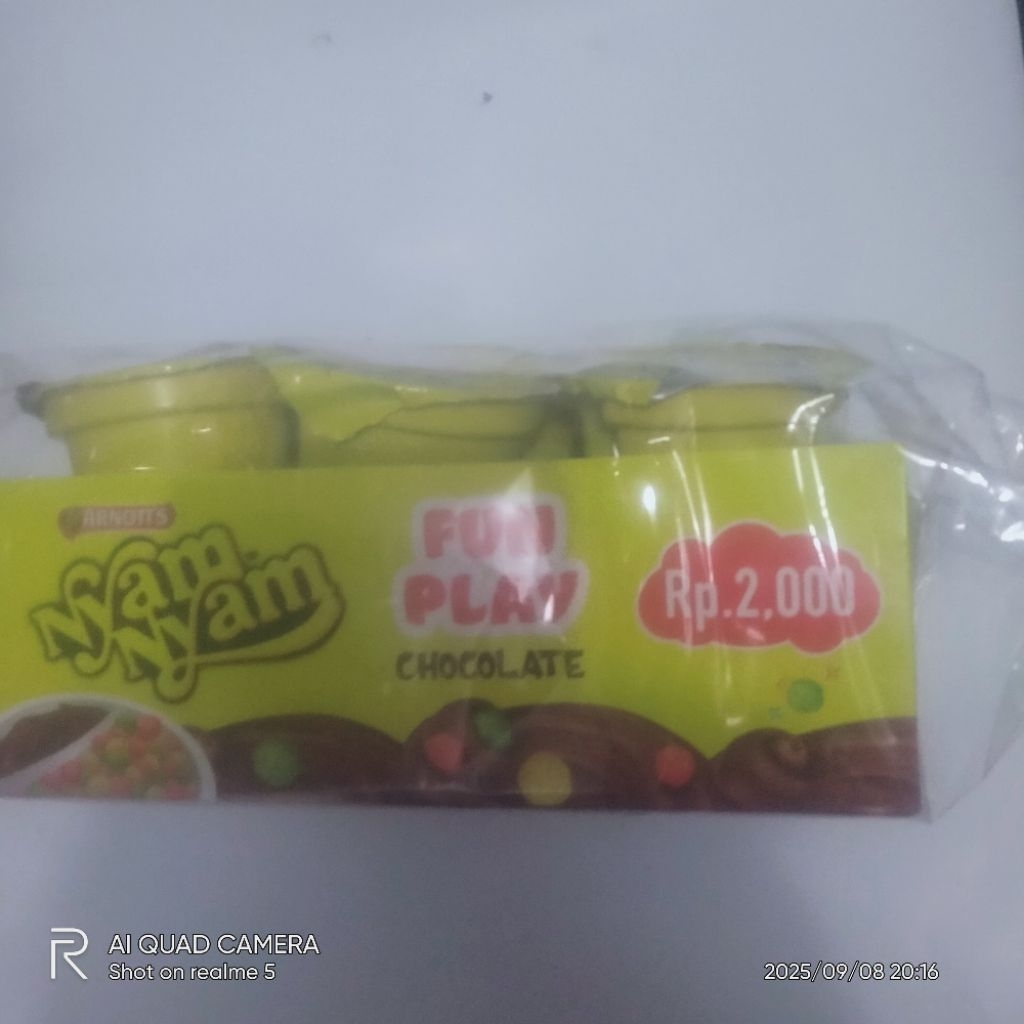 ARNOTTS
Nyam
Nyam
FUN
PLAY
CHOCOLATE
Rp.2,000
AI QUAD CAMERA
Shot on realme 5
2025/09/08 20:16